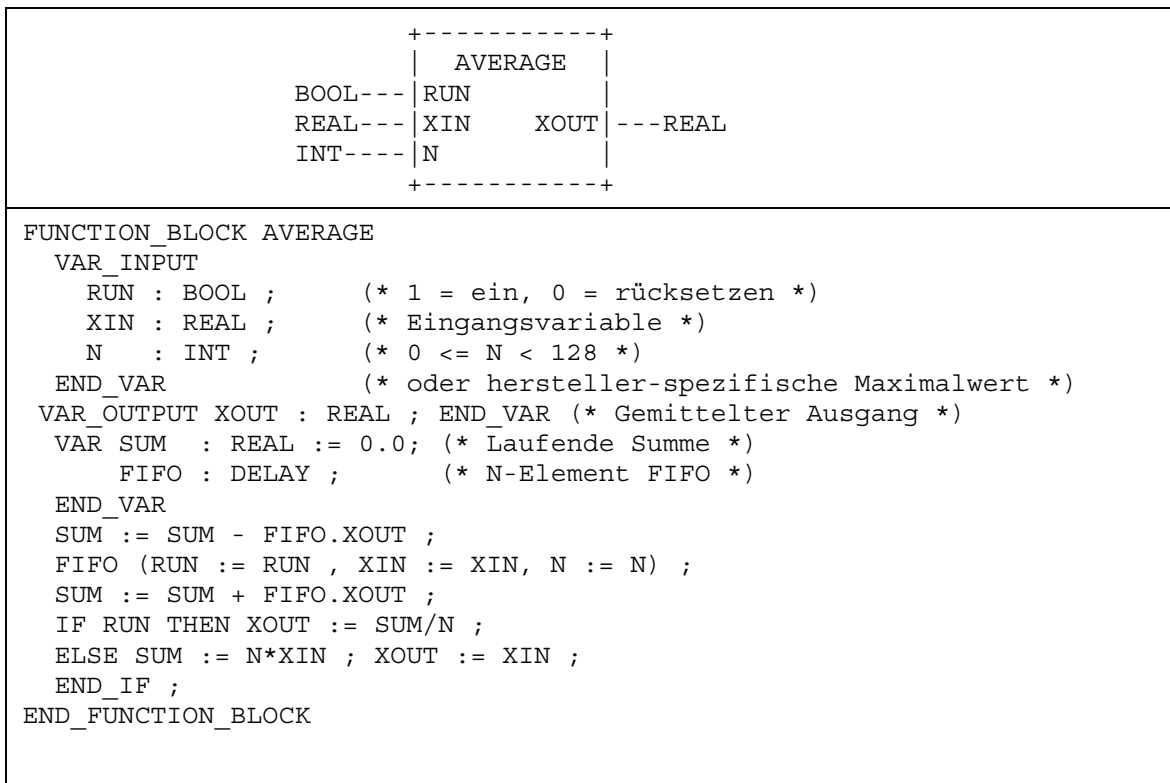 +-----------+
| AVERAGE |
BOOL---|RUN |
REAL---|XIN XOUT|---REAL
INT----|N |
+-----------+
FUNCTION_BLOCK AVERAGE
VAR_INPUT
RUN : BOOL ; (* 1 = ein, 0 = rücksetzen *)
XIN : REAL ; (* Eingangsvariable *)
N : INT ; (* 0 <= N < 128 *)
END_VAR (* oder hersteller-spezifische Maximalwert *)
VAR_OUTPUT XOUT : REAL ; END_VAR (* Gemittelter Ausgang *)
VAR SUM : REAL := 0.0; (* Laufende Summe *)
FIFO : DELAY ; (* N-Element FIFO *)
END_VAR
SUM := SUM - FIFO.XOUT ;
FIFO (RUN := RUN , XIN := XIN, N := N) ;
SUM := SUM + FIFO.XOUT ;
IF RUN THEN XOUT := SUM/N ;
ELSE SUM := N*XIN ; XOUT := XIN ;
END_IF ;
END_FUNCTION_BLOCK